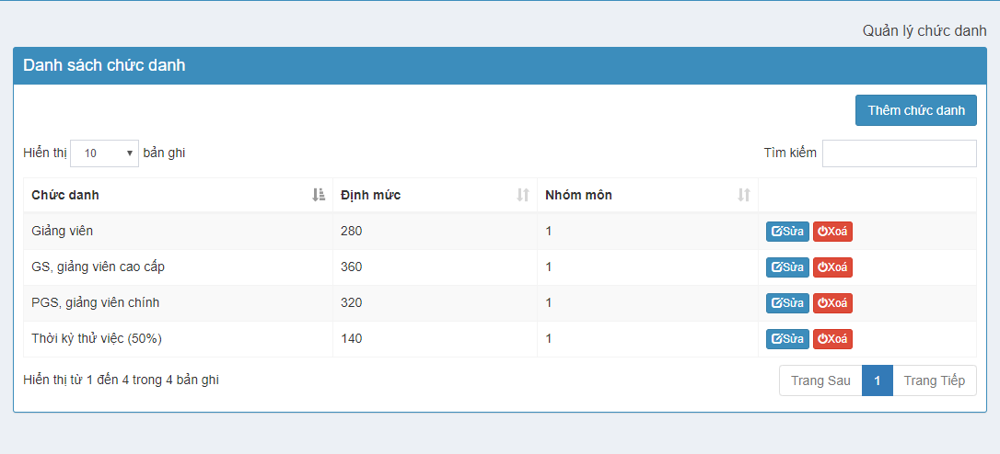 Quản lý chức danh
Danh sách chức danh
Thêm chức danh
Hiển thị 10 bản ghi Tìm kiếm
Chức danh Định mức Nhóm môn
Giảng viên 280 1 Sửa Xoá
GS, giảng viên cao cấp 360 1 Sửa Xoá
PGS, giảng viên chính 320 1 Sửa Xoá
Thời kỳ thử việc (50%) 140 1 Sửa Xoá
Hiển thị từ 1 đến 4 trong 4 bản ghi Trang Sau 1 Trang Tiếp